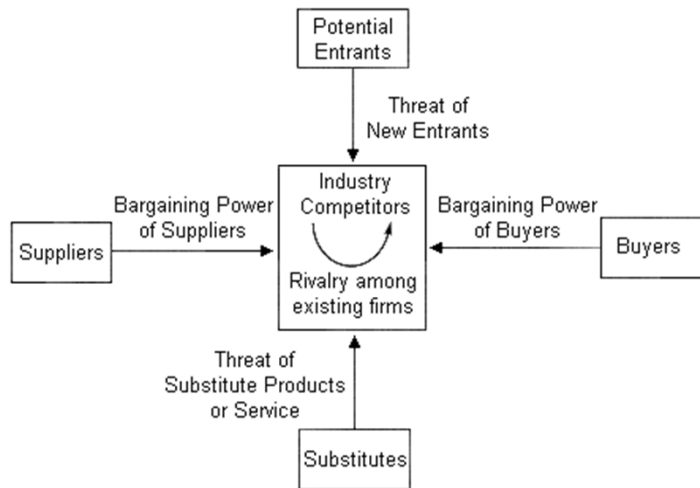 Potential
Entrants
Threat of
New Entrants
Industry
Competitors
Bargaining Power
of Suppliers
Bargaining Power
of Buyers
Suppliers
Buyers
Rivalry among
existing firms
Threat of
Substitute Products
or Service
Substitutes